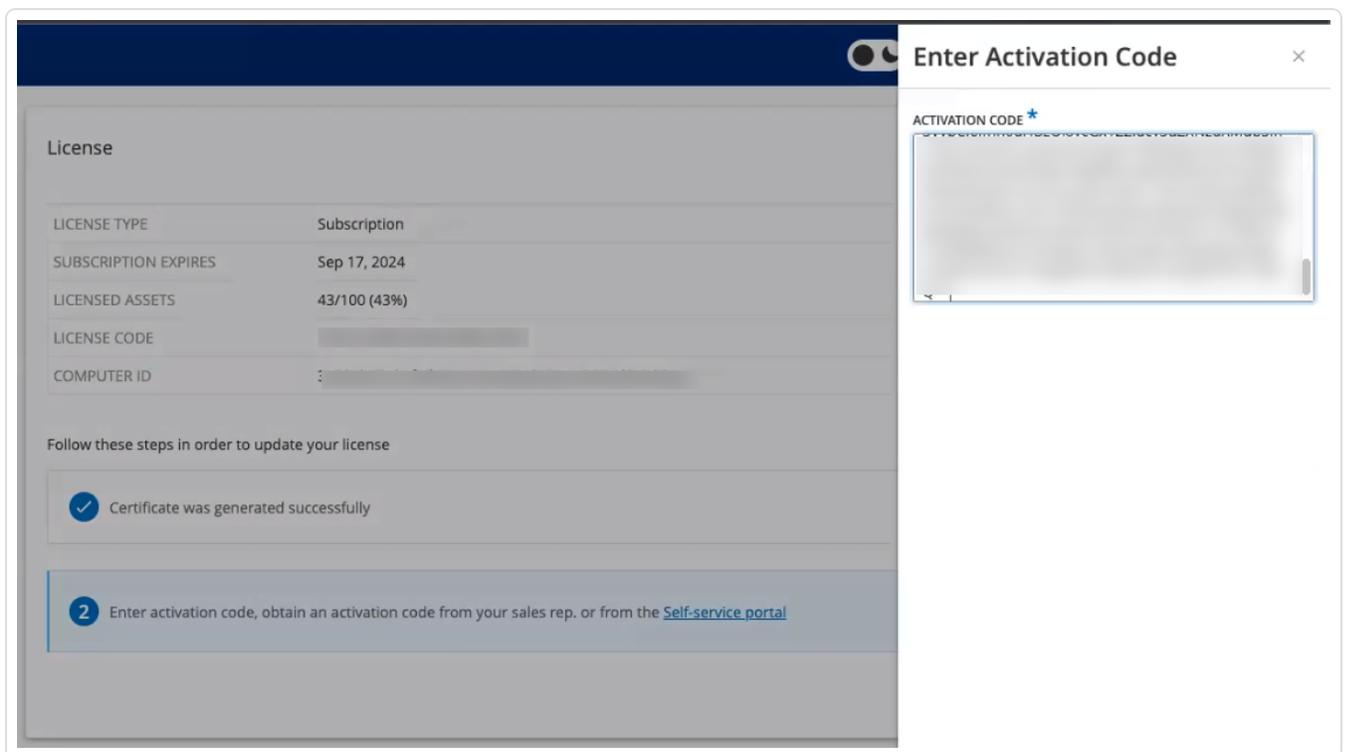 Enter Activation Code
ACTIVATION CODE *
License
LICENSE TYPE Subscription
SUBSCRIPTION EXPIRES Sep 17, 2024
LICENSED ASSETS 43/100 (43%)
LICENSE CODE
COMPUTER ID
Follow these steps in order to update your license
Certificate was generated successfully
2 Enter activation code, obtain an activation code from your sales rep. or from the Self-service portal